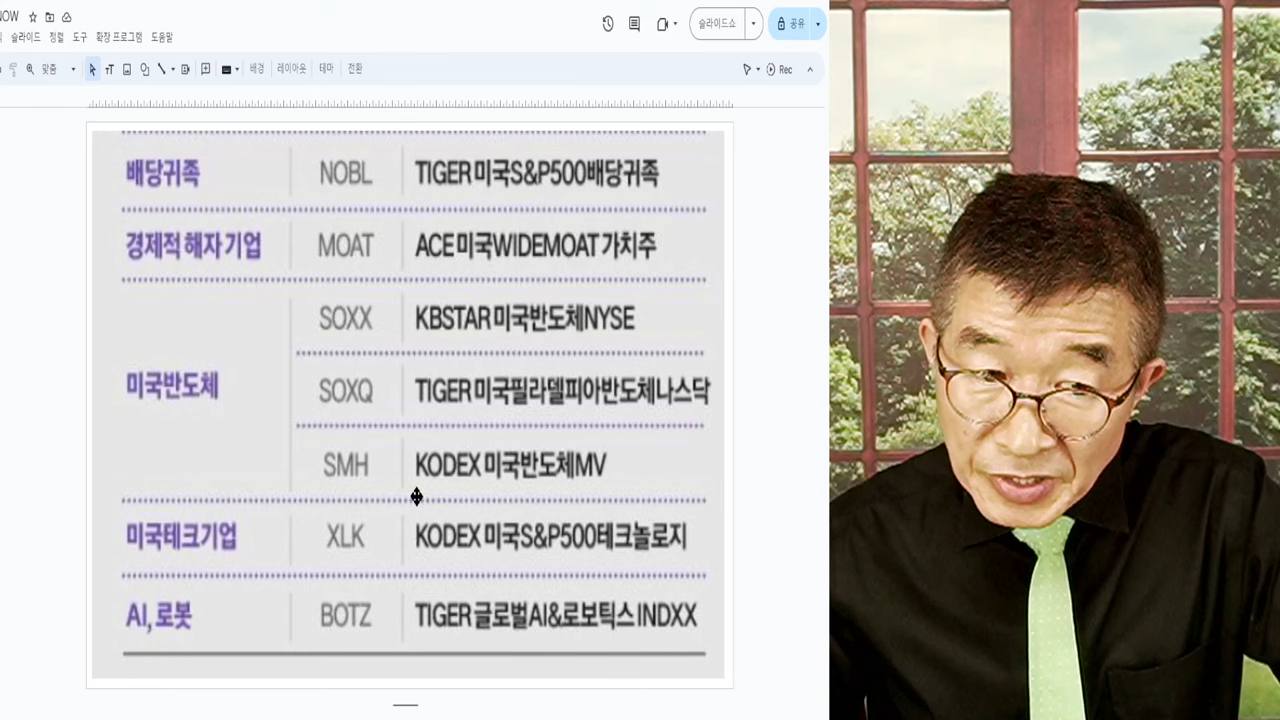 NOW
슬라이드 정렬 도구 확장 프로그램 도움말
슬라이드쇼
공유
맞춤
배경 레이아웃 테마 전환
Rec
배당귀족 NOBL TIGER 미국S&P500배당귀족
경제적 해자 기업 MOAT ACE 미국WIDEMOAT 가치주
미국반도체
SOXX KBSTAR 미국반도체NYSE
SOXQ TIGER 미국필라델피아반도체나스닥
SMH KODEX 미국반도체MV
미국테크기업 XLK KODEX 미국S&P500테크놀로지
AI, 로봇 BOTZ TIGER 글로벌AI&로보틱스 INDXX